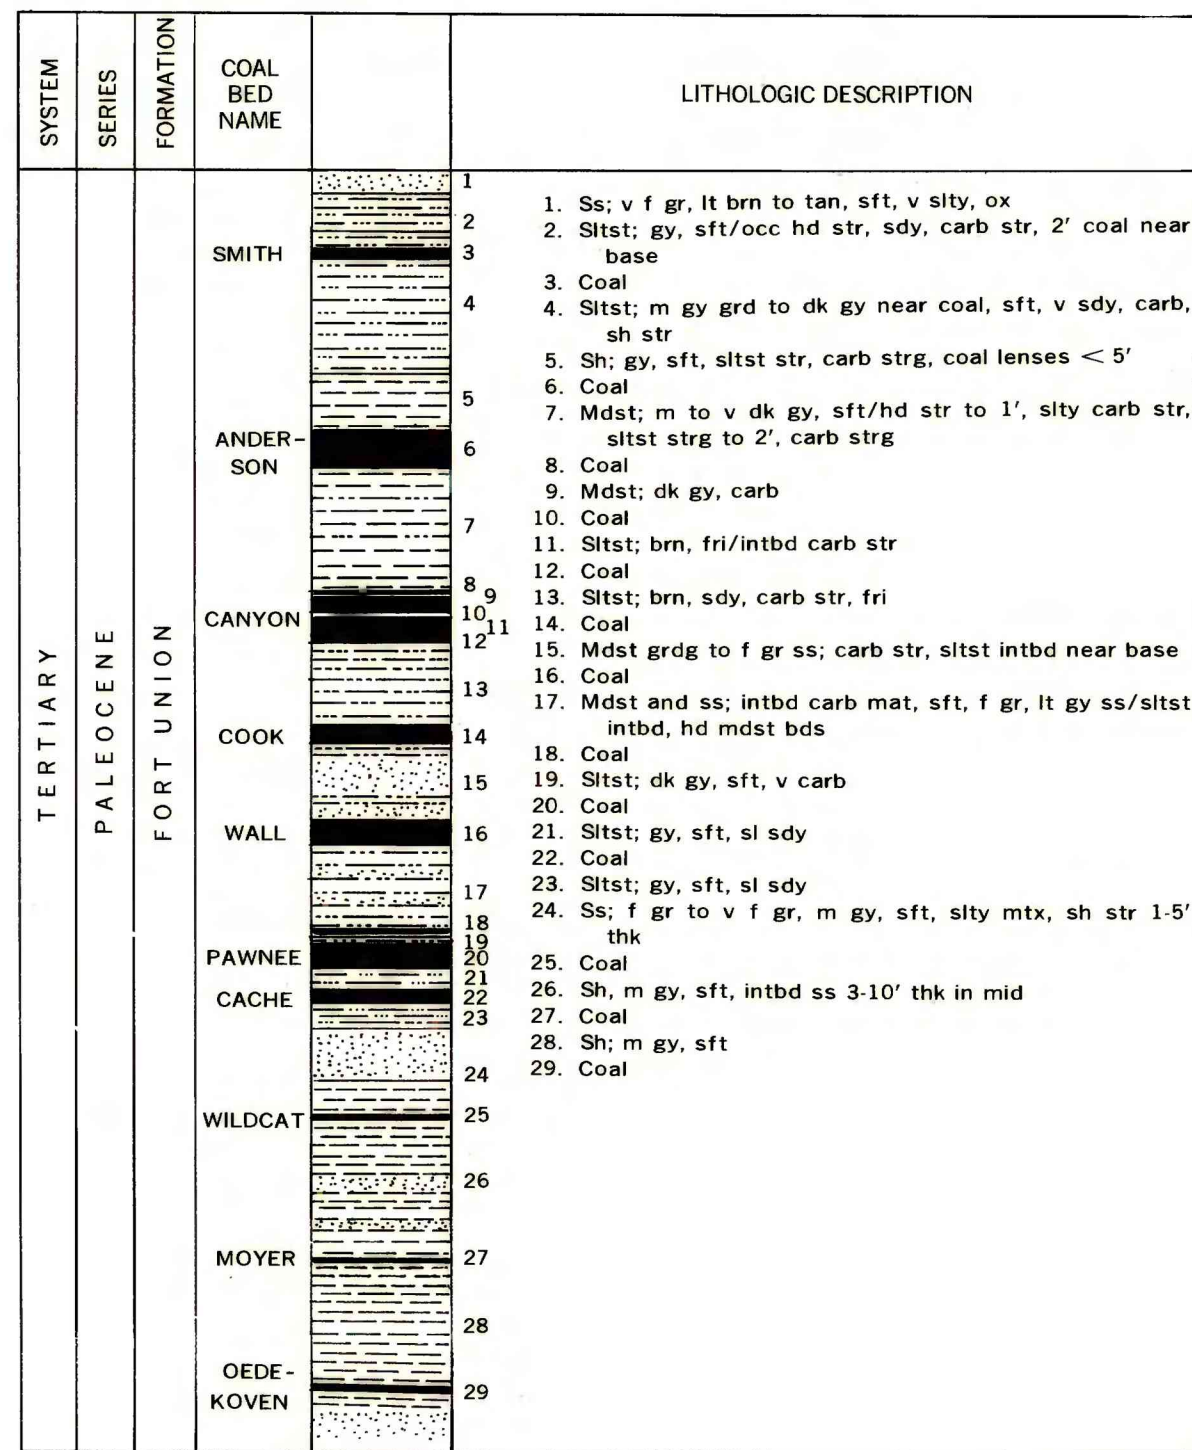 SYSTEM
SERIES
FORMATION
COAL
BED
NAME
LITHOLOGIC DESCRIPTION
TERTIARY
PALEOCENE
FORT UNION
SMITH
ANDER-
SON
CANYON
COOK
WALL
PAWNEE
CACHE
WILDCAT
MOYER
OEDE-
KOVEN
1
2
3
4
5
6
7
8
9
10
11
12
13
14
15
16
17
18
19
20
21
22
23
24
25
26
27
28
29
1. Ss; v f gr, lt brn to tan, sft, v slty, ox
2. Sltst; gy, sft/occ hd str, sdy, carb str, 2' coal near
base
3. Coal
4. Sltst; m gy grd to dk gy near coal, sft, v sdy, carb,
sh str
5. Sh; gy, sft, sltst str, carb strg, coal lenses < 5'
6. Coal
7. Mdst; m to v dk gy, sft/hd str to 1', slty carb str,
sltst strg to 2', carb strg
8. Coal
9. Mdst; dk gy, carb
10. Coal
11. Sltst; brn, fri/intbd carb str
12. Coal
13. Sltst; brn, sdy, carb str, fri
14. Coal
15. Mdst grdg to f gr ss; carb str, sltst intbd near base
16. Coal
17. Mdst and ss; intbd carb mat, sft, f gr, lt gy ss/sltst
intbd, hd mdst bds
18. Coal
19. Sltst; dk gy, sft, v carb
20. Coal
21. Sltst; gy, sft, sl sdy
22. Coal
23. Sltst; gy, sft, sl sdy
24. Ss; f gr to v f gr, m gy, sft, slty mtx, sh str 1-5'
thk
25. Coal
26. Sh, m gy, sft, intbd ss 3-10' thk in mid
27. Coal
28. Sh; m gy, sft
29. Coal